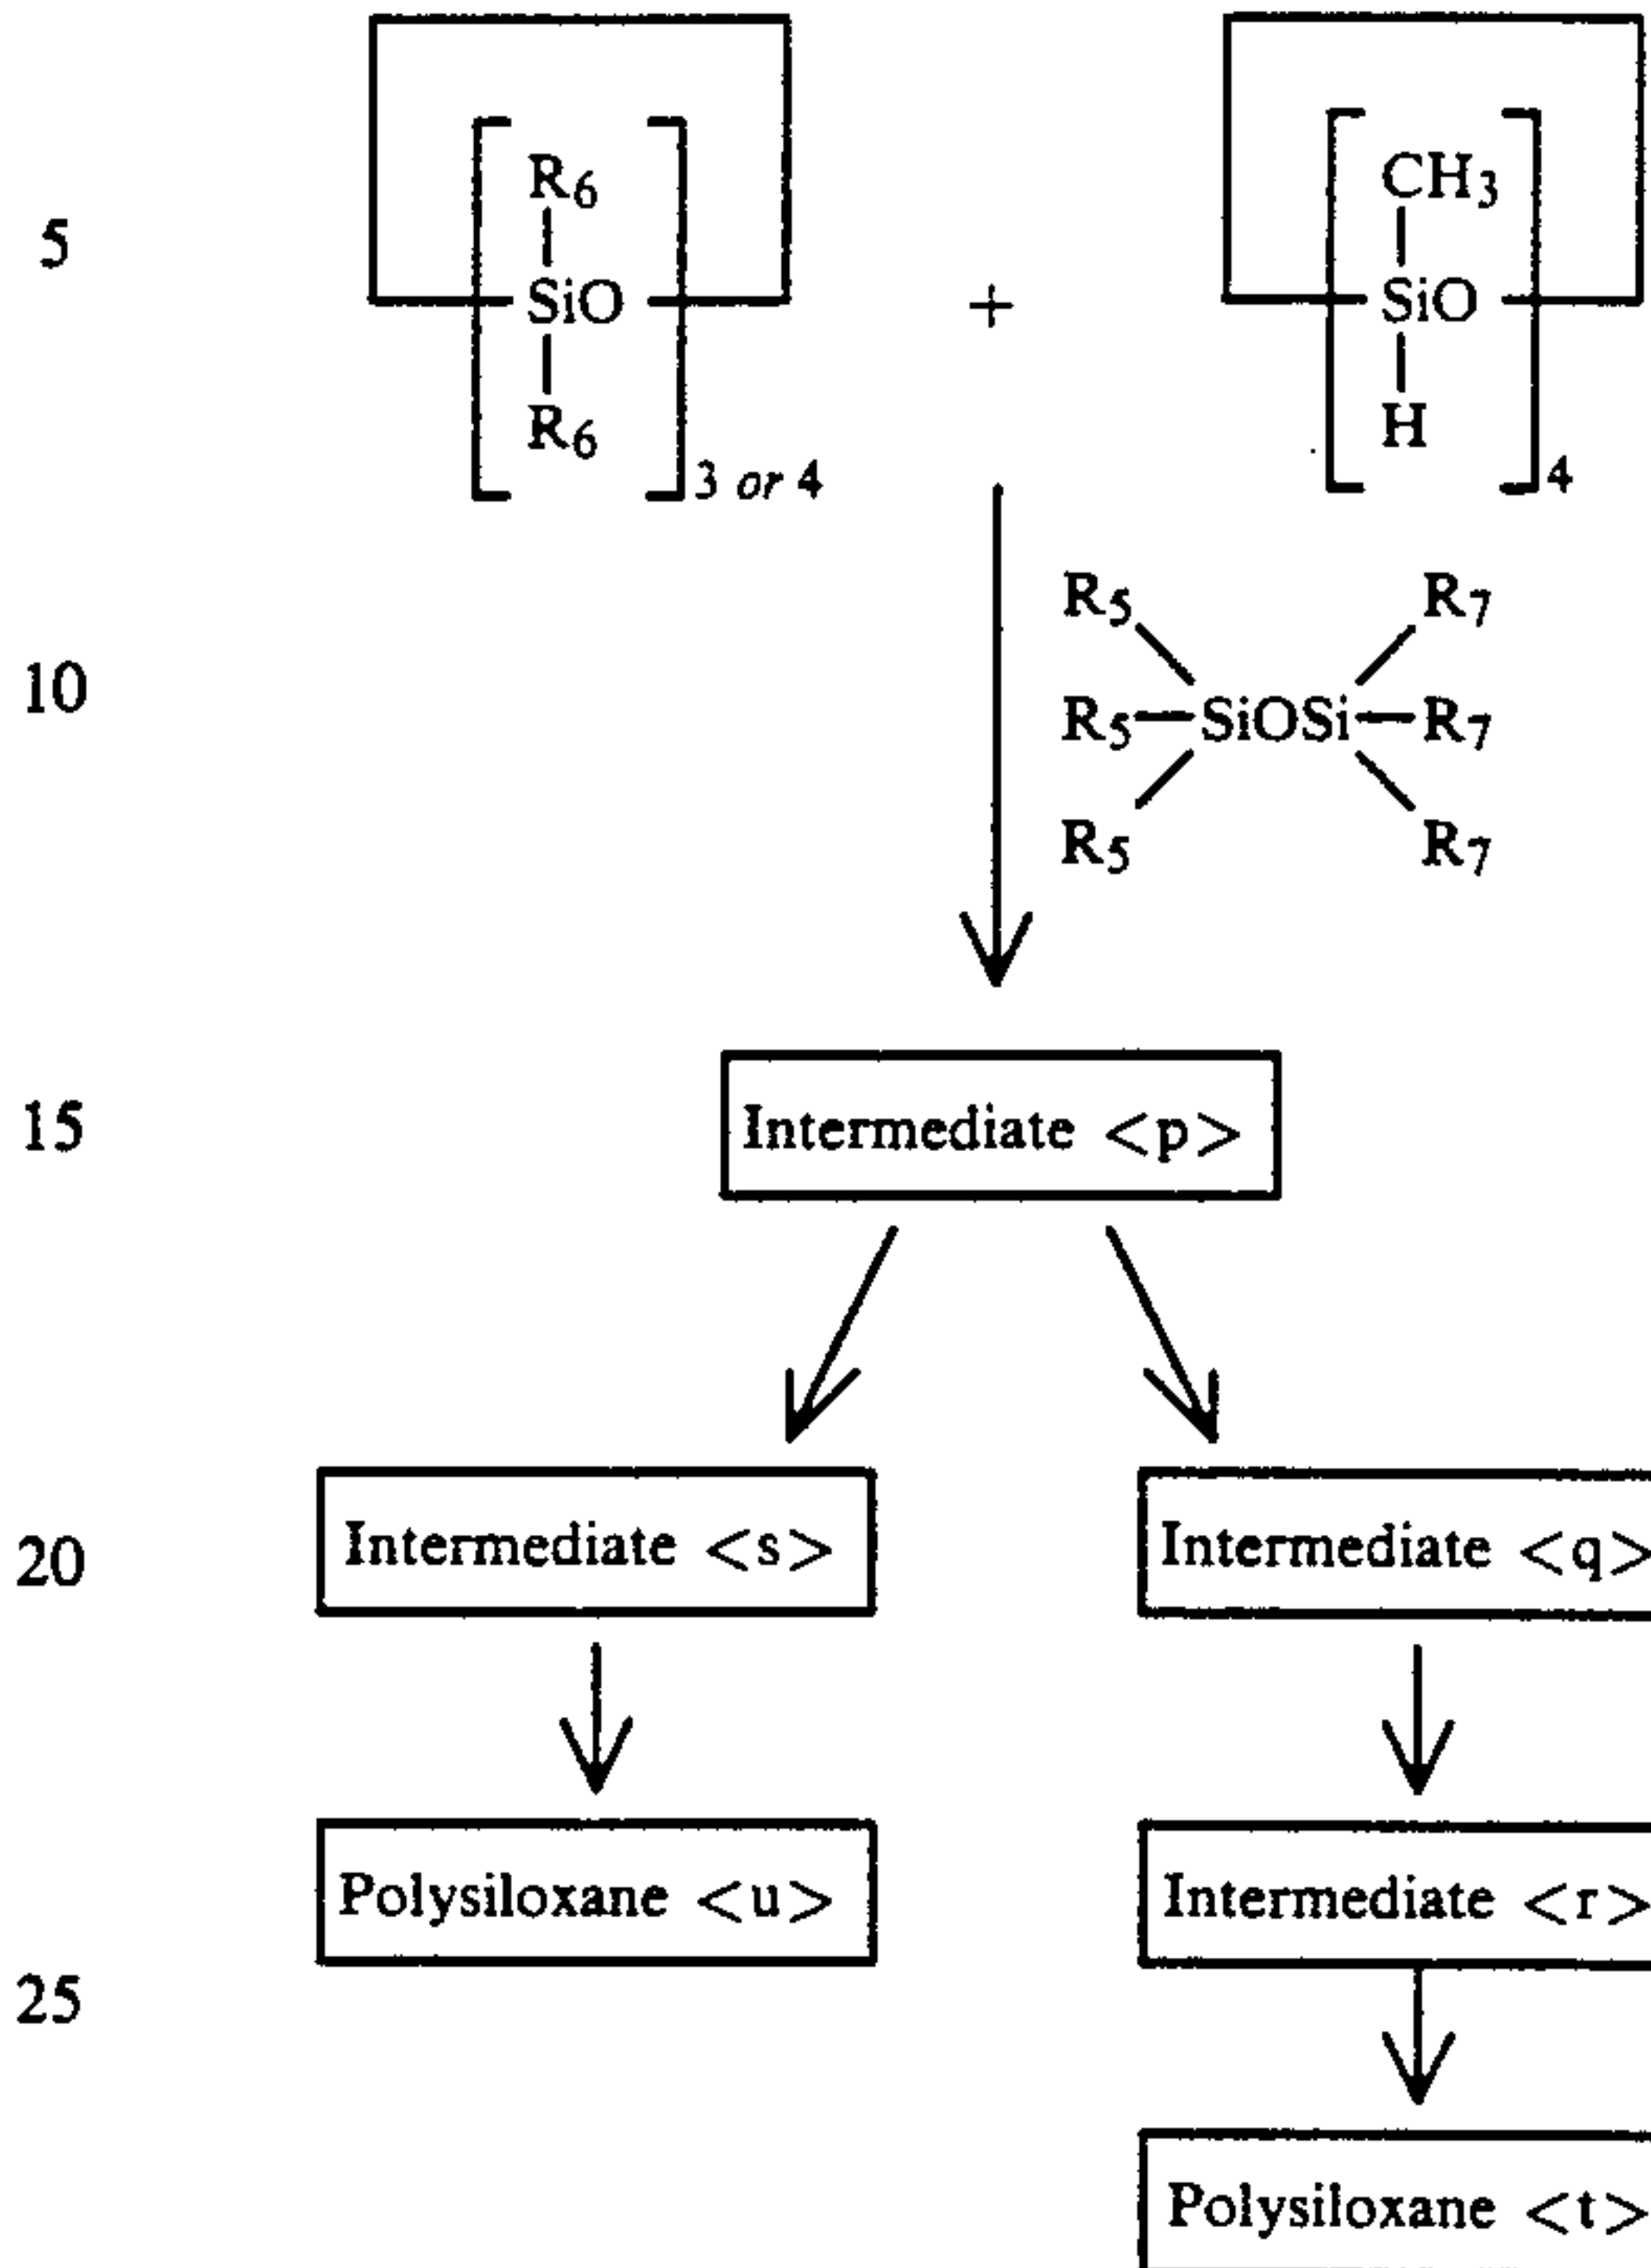 R6 CH3
5
SiO + SiO
R6 H
3 or 4 4
R5 R7
10 R5 SiOSi R7
R5 R7
15 Intermediate <p>
20 Intermediate <s> Intermediate <q>
Polysiloxane <u> Intermediate <r>
25
Polysiloxane <t>